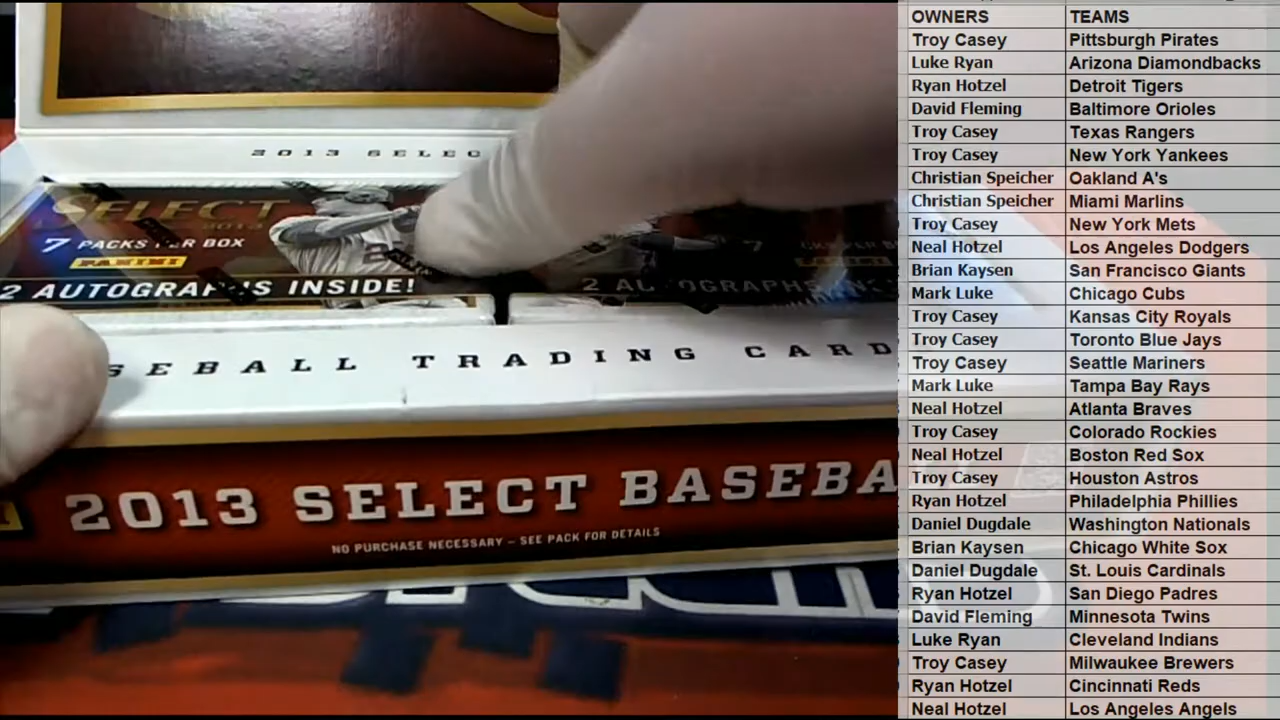 2013 SELEC
SELECT
2013
7 PACKS PER BOX
PANINI
2 AUTOGRAPHS INSIDE!
7
2 AUTOGRAPHS
SEBALL TRADING CARD
2013 SELECT BASEBA
NO PURCHASE NECESSARY – SEE PACK FOR DETAILS
OWNERS TEAMS
Troy Casey Pittsburgh Pirates
Luke Ryan Arizona Diamondbacks
Ryan Hotzel Detroit Tigers
David Fleming Baltimore Orioles
Troy Casey Texas Rangers
Troy Casey New York Yankees
Christian Speicher Oakland A's
Christian Speicher Miami Marlins
Troy Casey New York Mets
Neal Hotzel Los Angeles Dodgers
Brian Kaysen San Francisco Giants
Mark Luke Chicago Cubs
Troy Casey Kansas City Royals
Troy Casey Toronto Blue Jays
Troy Casey Seattle Mariners
Mark Luke Tampa Bay Rays
Neal Hotzel Atlanta Braves
Troy Casey Colorado Rockies
Neal Hotzel Boston Red Sox
Troy Casey Houston Astros
Ryan Hotzel Philadelphia Phillies
Daniel Dugdale Washington Nationals
Brian Kaysen Chicago White Sox
Daniel Dugdale St. Louis Cardinals
Ryan Hotzel San Diego Padres
David Fleming Minnesota Twins
Luke Ryan Cleveland Indians
Troy Casey Milwaukee Brewers
Ryan Hotzel Cincinnati Reds
Neal Hotzel Los Angeles Angels